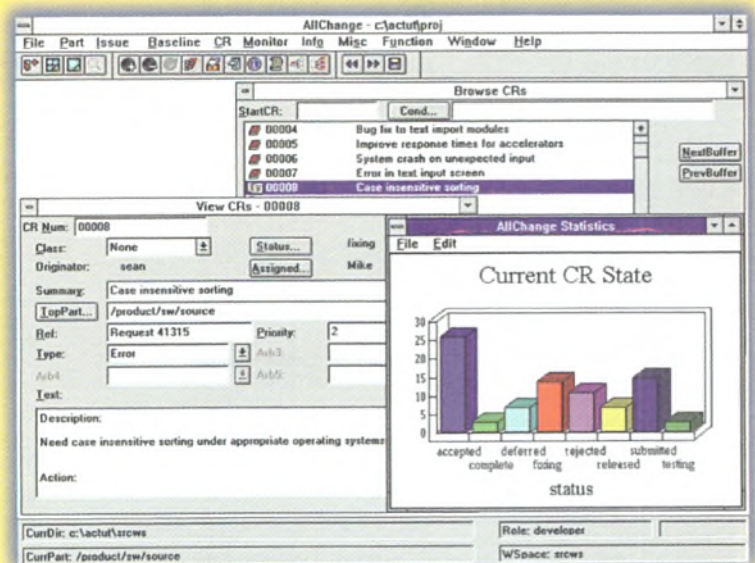 AllChange - c:\actut\proj
File Part Issue Baseline CR Monitor Info Misc Function Window Help
Browse CRs
StartCR: Cond...
00004 Bug fix to text import modules
00005 Improve response times for accelerators
00006 System crash on unexpected input
00007 Error in text input screen
00008 Case insensitive sorting
NextBuffer
PrevBuffer
View CRs - 00008
CR Num: 00008
Class: None Status... fixing
Originator: sean Assigned... Mike
Summary: Case insensitive sorting
TopPart... /product/sw/source
Ref: Request 41315 Priority: 2
Type: Error Arb3:
Arb4: Arb5:
Text:
Description:
Need case insensitive sorting under appropriate operating systems
Action:
AllChange Statistics
File Edit
Current CR State
30
25
20
15
10
5
0
accepted deferred rejected submitted
complete fixing released testing
status
CurrDir: c:\actut\srcws Role: developer
CurrPart: /product/sw/source WSpace: srcws